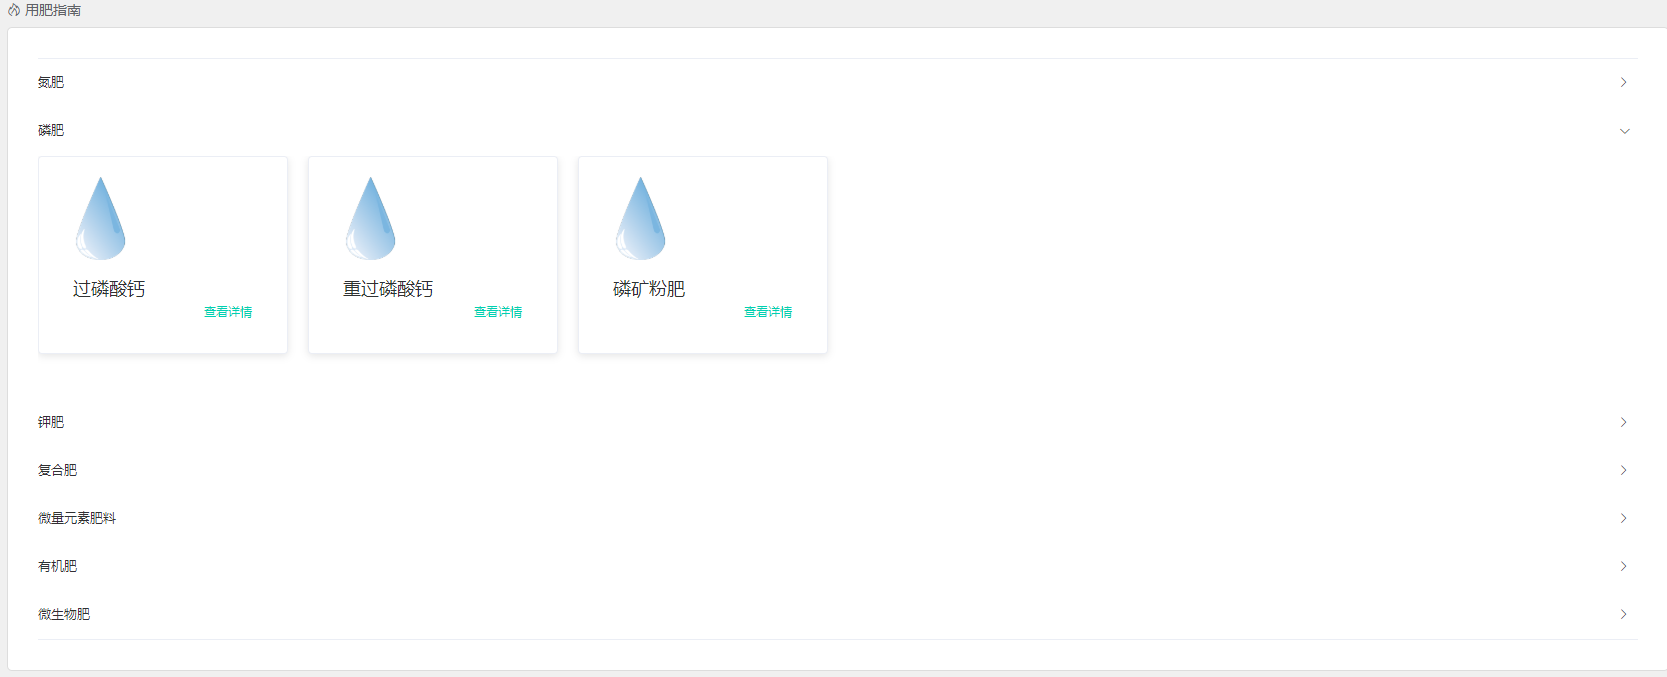 用肥指南
氮肥
磷肥
过磷酸钙
查看详情
重过磷酸钙
查看详情
磷矿粉肥
查看详情
钾肥
复合肥
微量元素肥料
有机肥
微生物肥